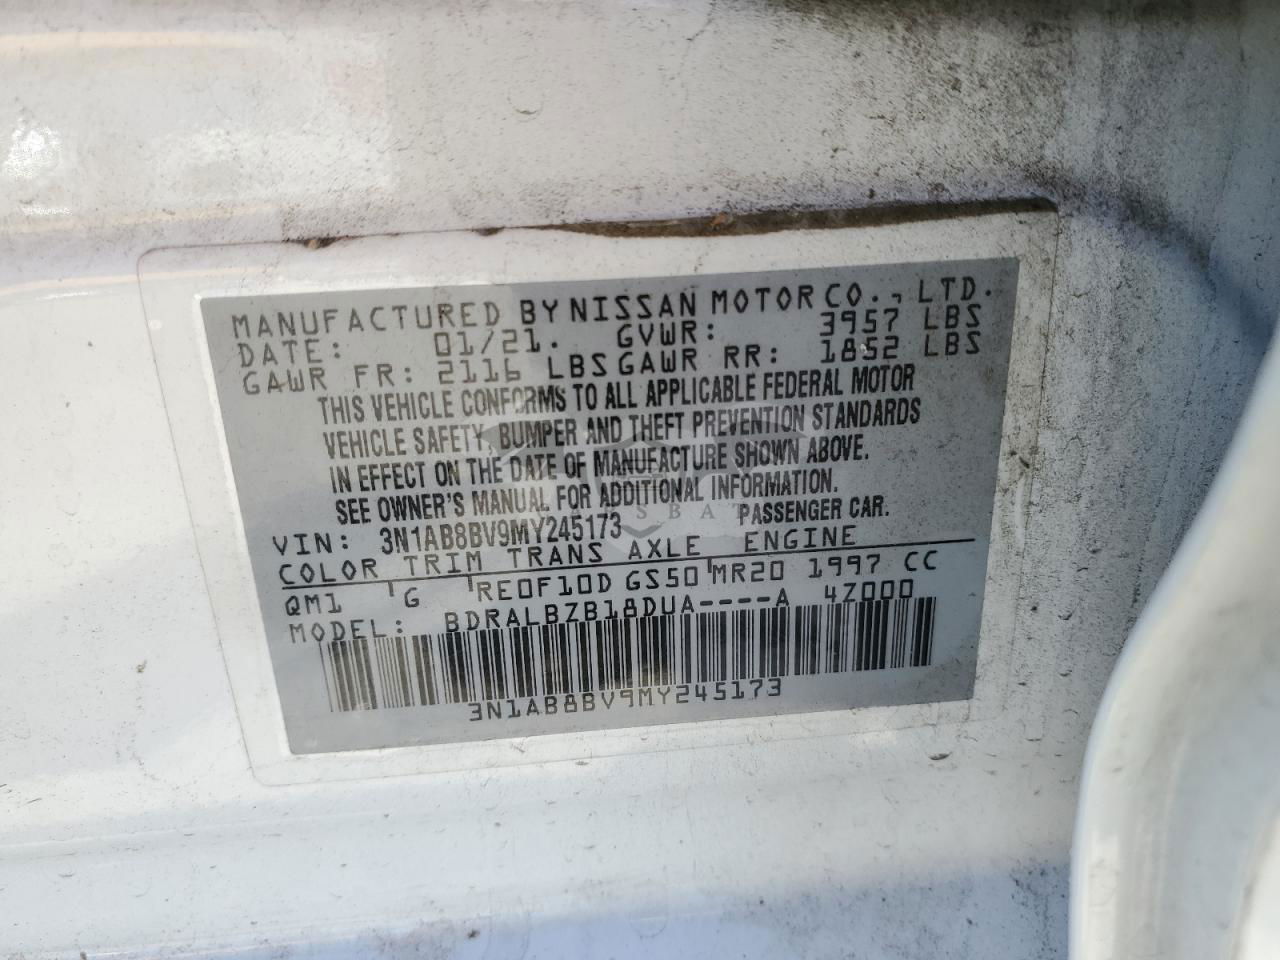 MANUFACTURED BY NISSAN MOTOR CO., LTD.
DATE: 01/21. GVWR: 3957 LBS
GAWR FR: 2116 LBS GAWR RR: 1852 LBS
THIS VEHICLE CONFORMS TO ALL APPLICABLE FEDERAL MOTOR
VEHICLE SAFETY, BUMPER AND THEFT PREVENTION STANDARDS
IN EFFECT ON THE DATE OF MANUFACTURE SHOWN ABOVE.
SEE OWNER'S MANUAL FOR ADDITIONAL INFORMATION.
VIN: 3N1AB8BV9MY245173 PASSENGER CAR.
COLOR TRIM TRANS AXLE ENGINE
QM1 G RE0F10D GS50 MR20 1997 CC
MODEL: BDRALBZB18DUA----A 4Z000
3N1AB8BV9MY245173